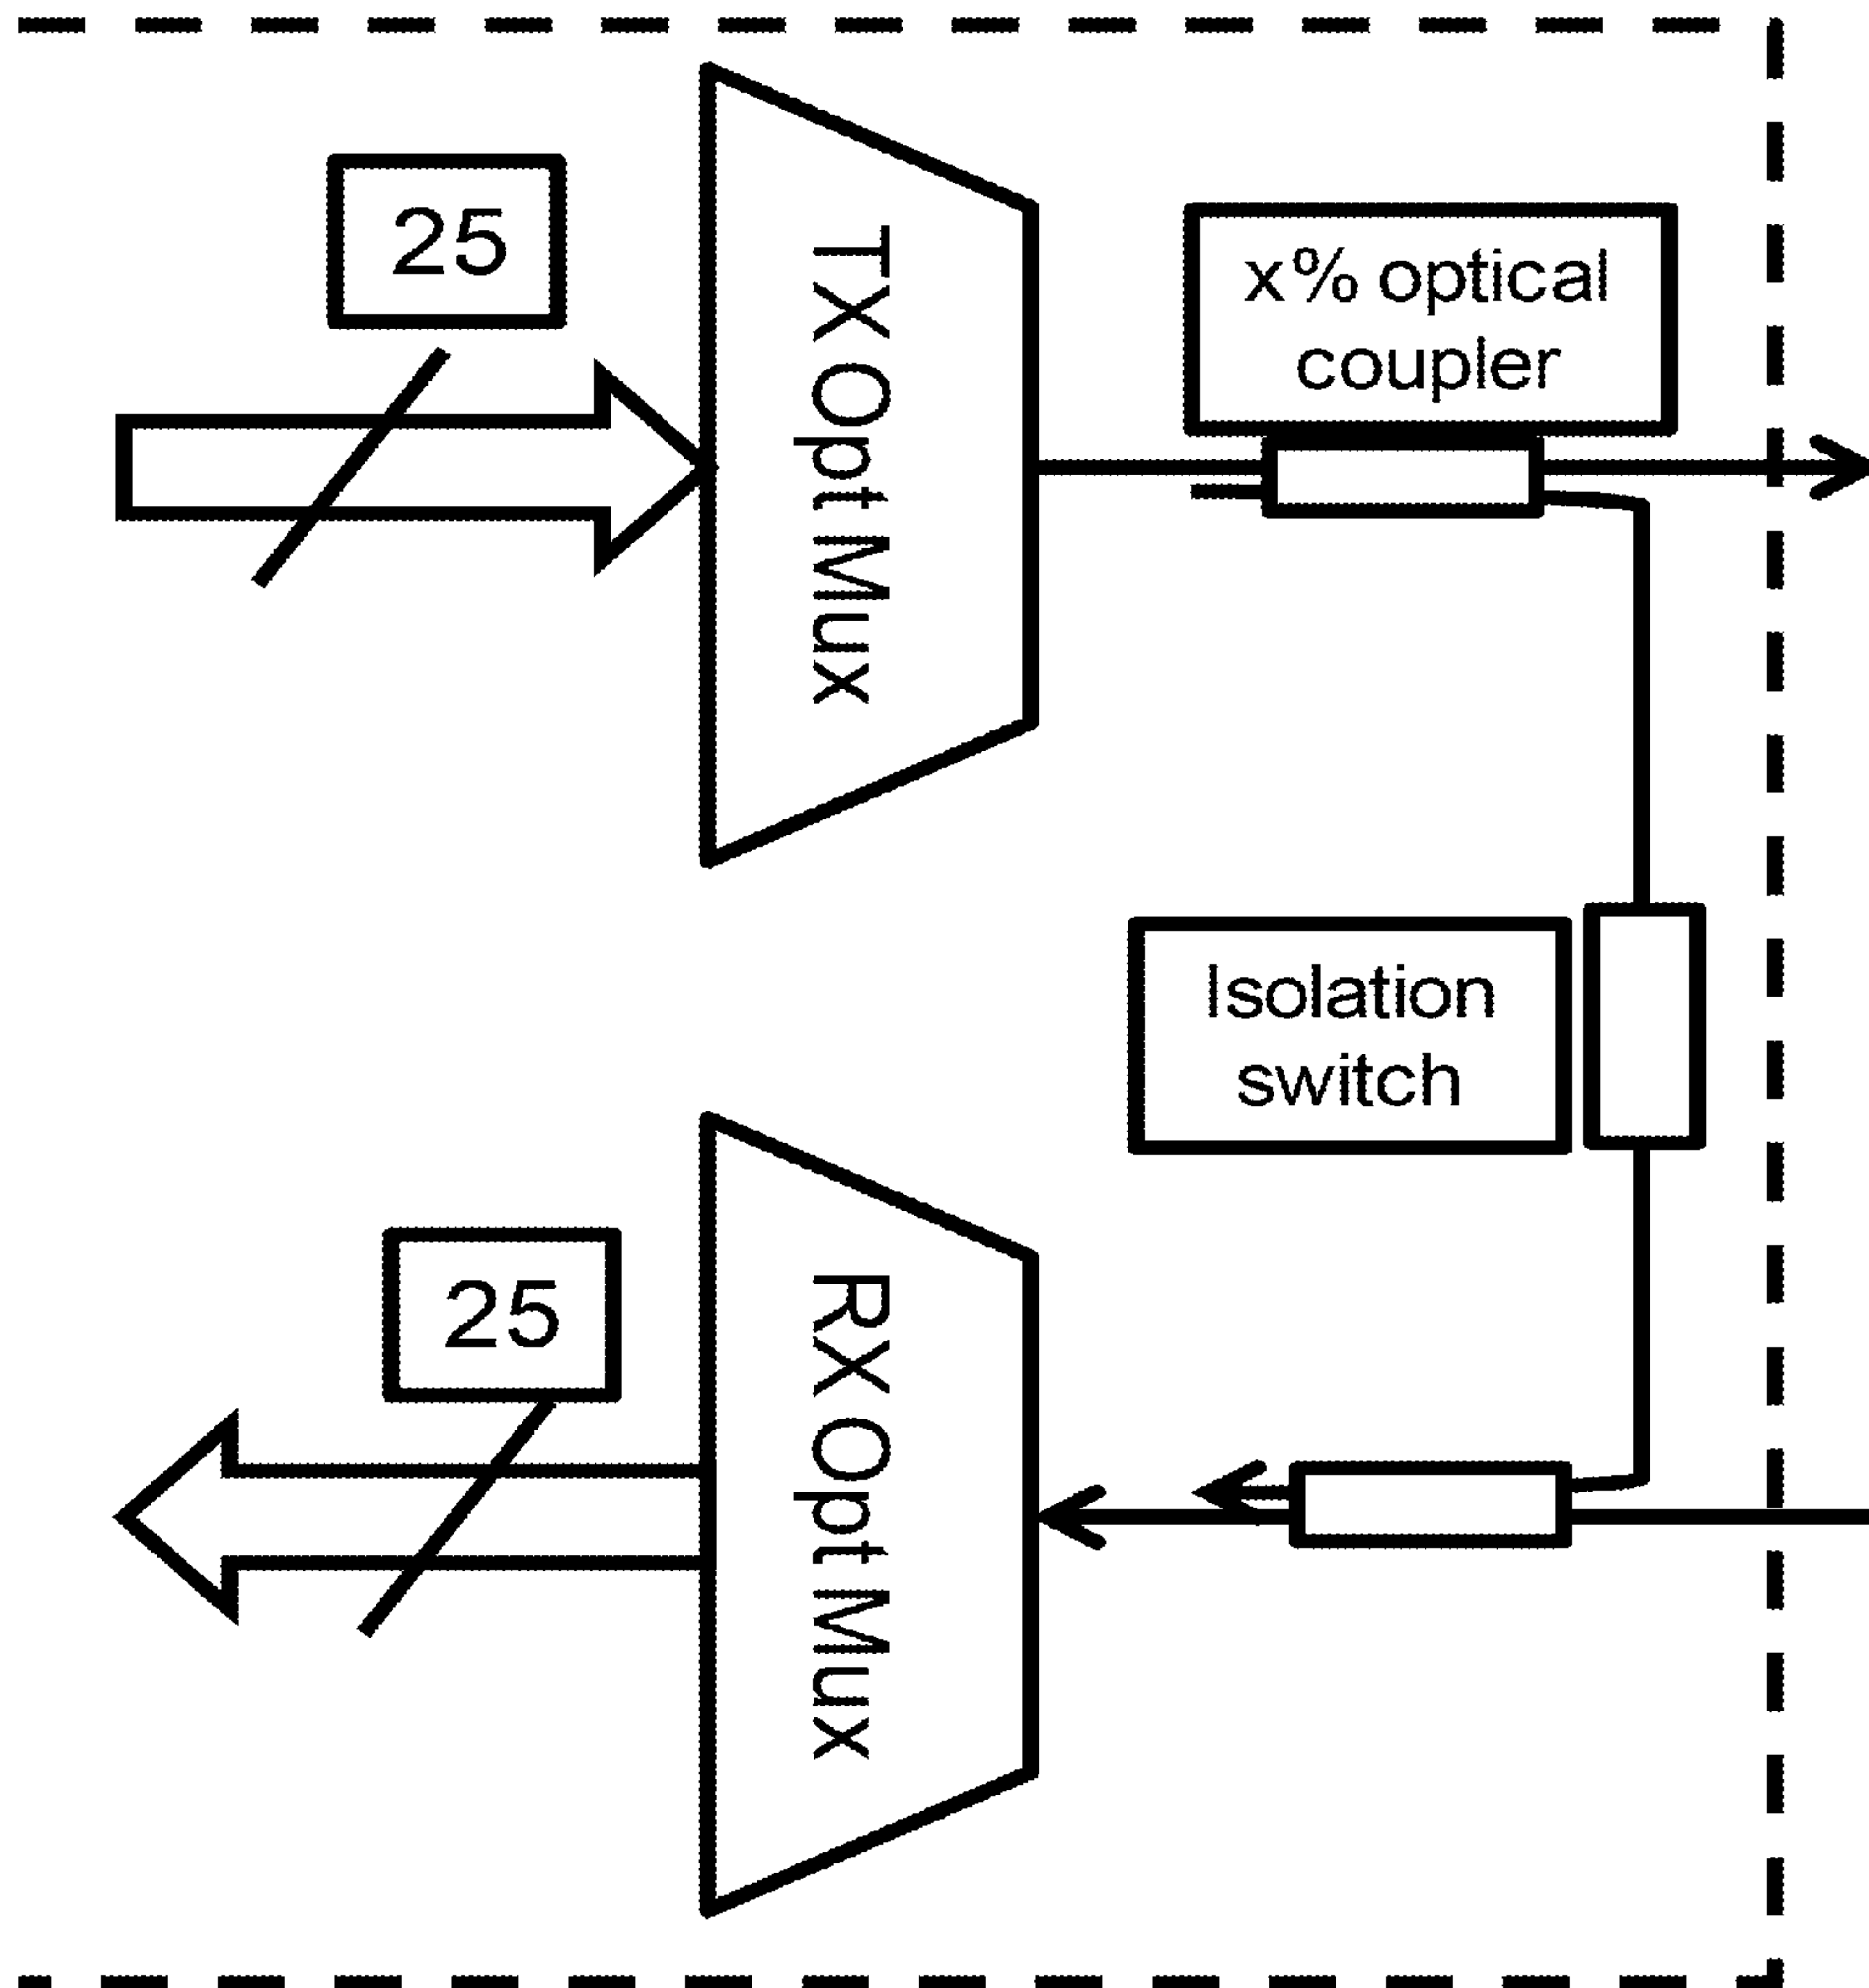 25
TX Opt Mux
x% optical
coupler
Isolation
switch
25
RX Opt Mux